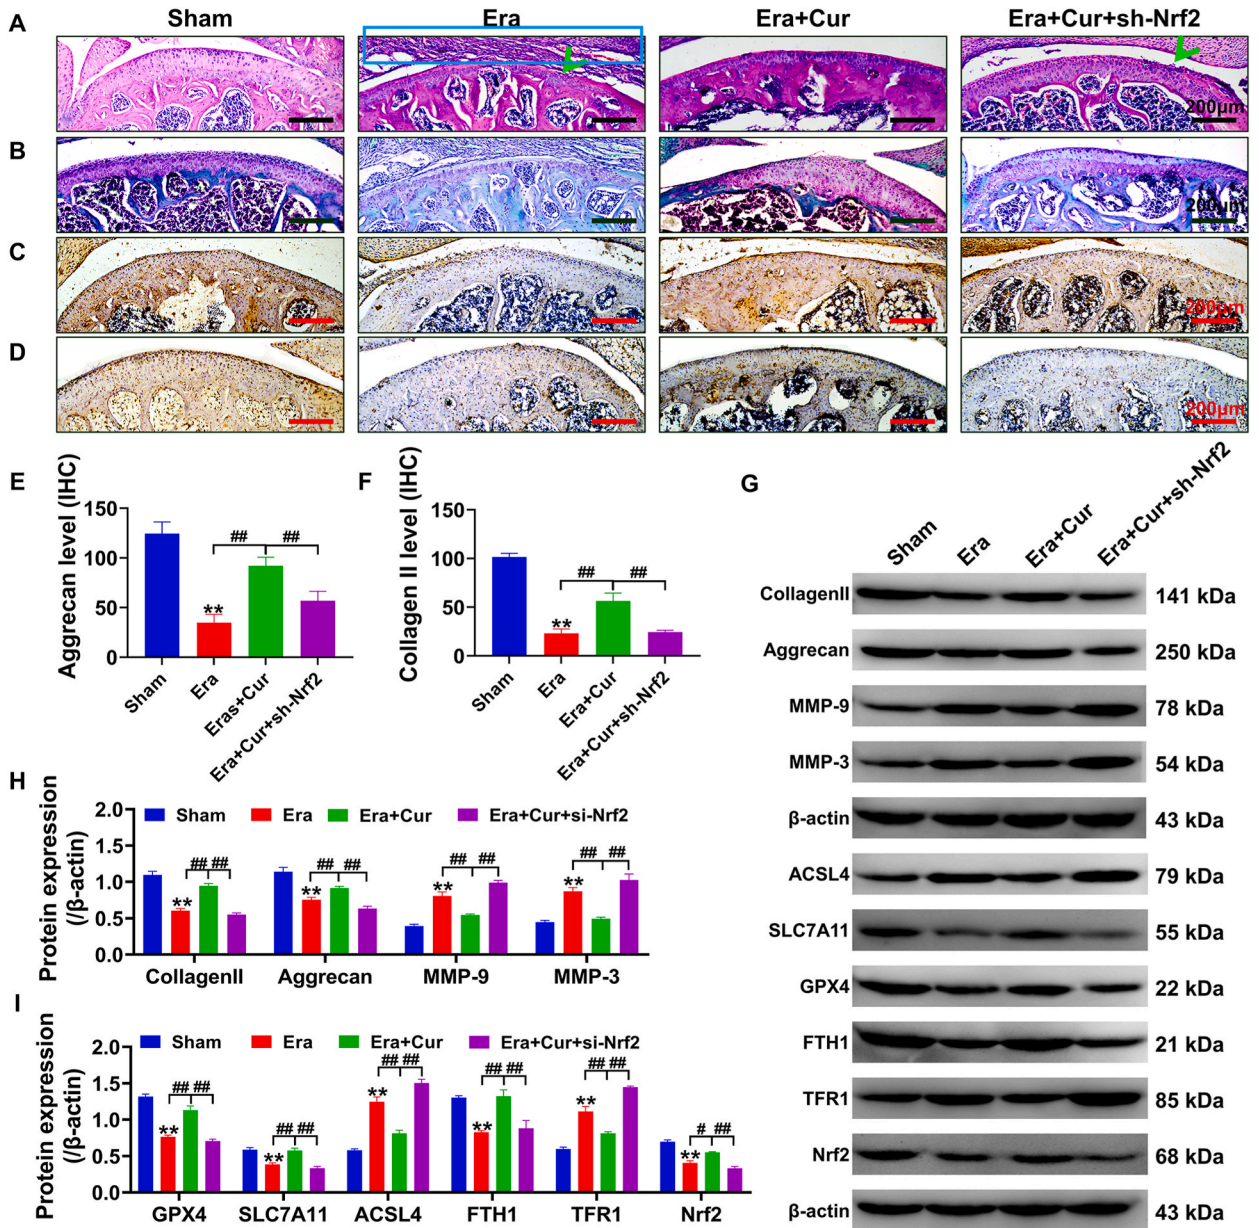 A
Sham
Era
Era+Cur
Era+Cur+sh-Nrf2
200μm
B
200μm
C
200μm
D
200μm
E
Aggrecan level (IHC)
150
100
50
0
**
##
##
Sham
Era
Eras+Cur
Era+Cur+sh-Nrf2
F
Collagen II level (IHC)
150
100
50
0
**
##
##
Sham
Era
Era+Cur
Era+Cur+sh-Nrf2
G
Sham
Era
Era+Cur
Era+Cur+sh-Nrf2
CollagenII 141 kDa
Aggrecan 250 kDa
MMP-9 78 kDa
MMP-3 54 kDa
β-actin 43 kDa
ACSL4 79 kDa
SLC7A11 55 kDa
GPX4 22 kDa
FTH1 21 kDa
TFR1 85 kDa
Nrf2 68 kDa
β-actin 43 kDa
H
Protein expression
(/β-actin)
2.0
1.5
1.0
0.5
0.0
Sham Era Era+Cur Era+Cur+si-Nrf2
** ## ##
** ## ##
** ## ##
** ## ##
CollagenII Aggrecan MMP-9 MMP-3
I
Protein expression
(/β-actin)
2.0
1.5
1.0
0.5
0.0
Sham Era Era+Cur Era+Cur+si-Nrf2
** ## ##
** ## ##
** ## ##
** ## ##
** ## ##
** # ##
GPX4 SLC7A11 ACSL4 FTH1 TFR1 Nrf2